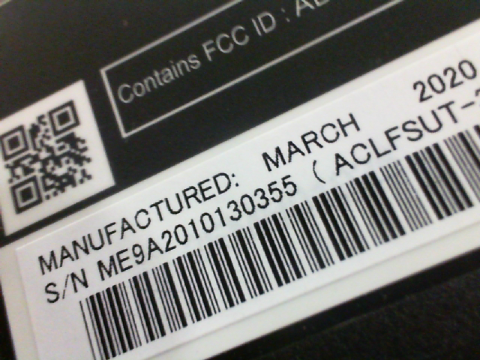 Contains FCC ID :
MANUFACTURED: MARCH 2020
S/N ME9A2010130355 ( ACLFSUT-